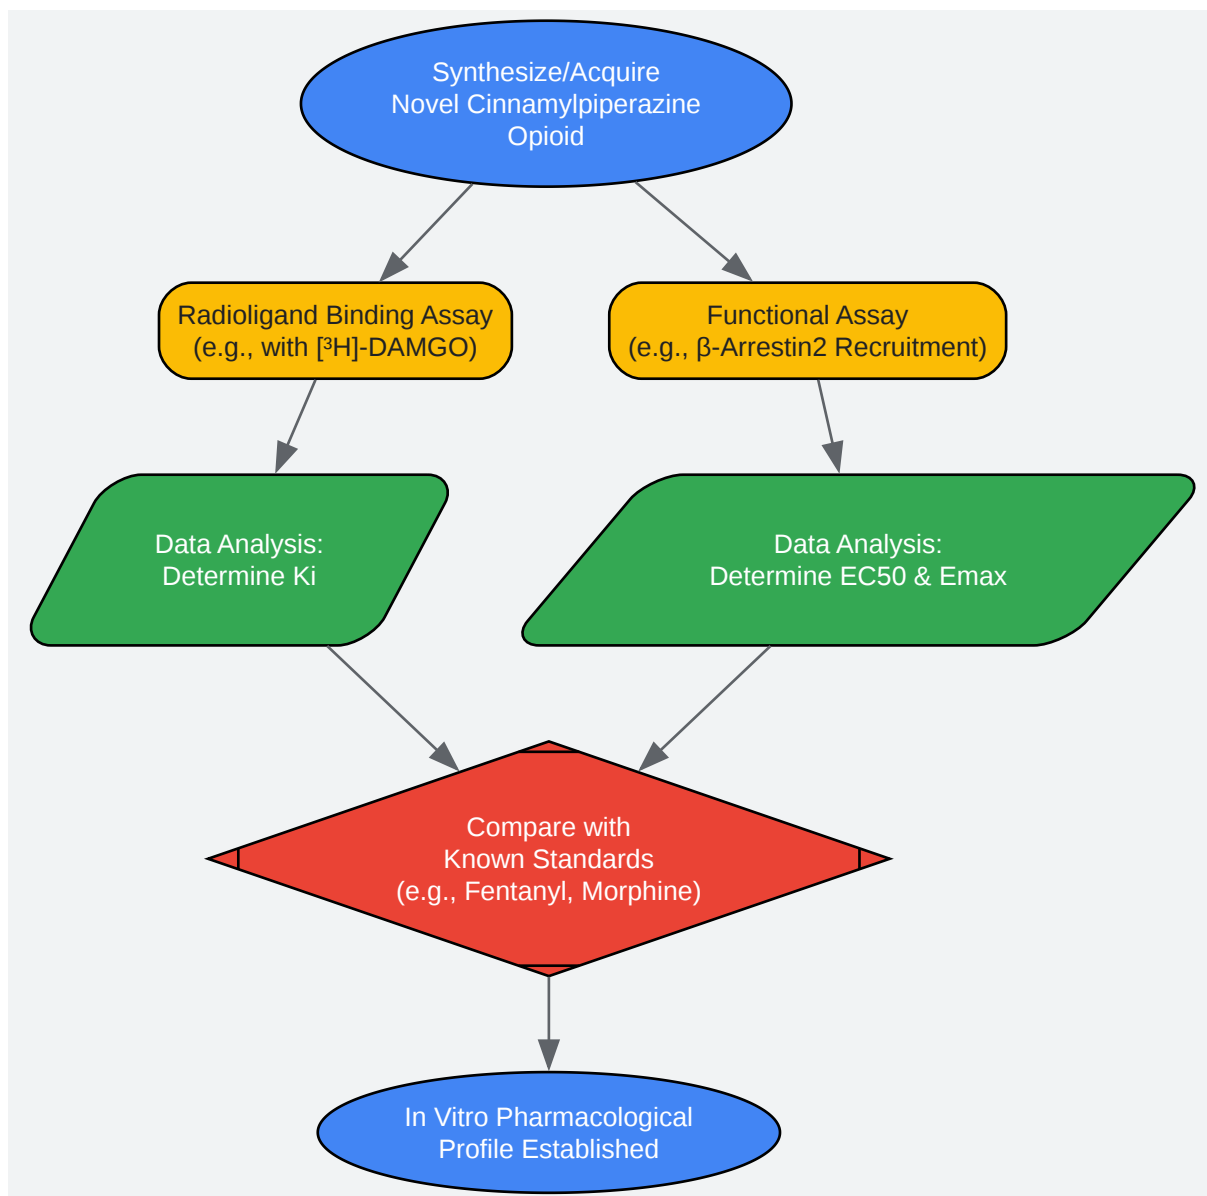 Synthesize/Acquire
Novel Cinnamylpiperazine
Opioid
Radioligand Binding Assay
(e.g., with [³H]-DAMGO)
Functional Assay
(e.g., β-Arrestin2 Recruitment)
Data Analysis:
Determine Ki
Data Analysis:
Determine EC50 & Emax
Compare with
Known Standards
(e.g., Fentanyl, Morphine)
In Vitro Pharmacological
Profile Established